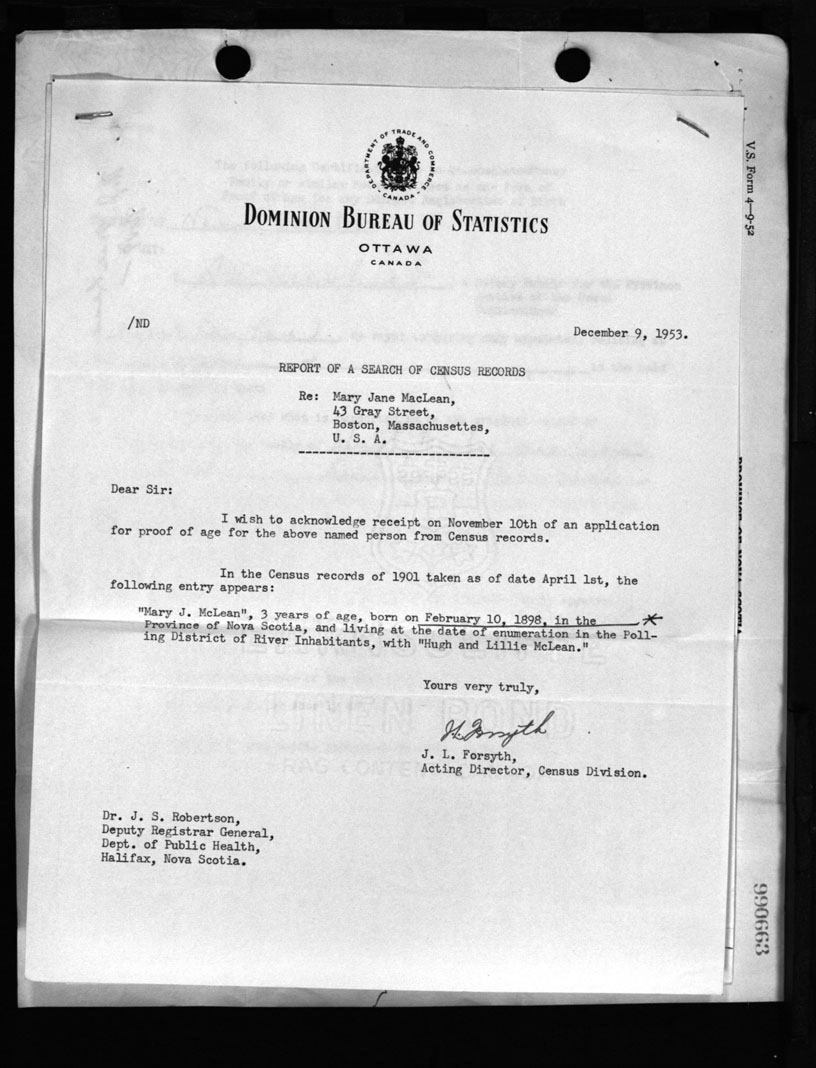 DEPARTMENT OF TRADE AND COMMERCE
CANADA
DOMINION BUREAU OF STATISTICS
OTTAWA
CANADA
V.S. Form 4-9-52
/ND
December 9, 1953.
REPORT OF A SEARCH OF CENSUS RECORDS
Re: Mary Jane MacLean,
43 Gray Street,
Boston, Massachusettes,
U. S. A.
Dear Sir:
I wish to acknowledge receipt on November 10th of an application
for proof of age for the above named person from Census records.
In the Census records of 1901 taken as of date April 1st, the
following entry appears:
"Mary J. McLean", 3 years of age, born on February 10, 1898, in the
Province of Nova Scotia, and living at the date of enumeration in the Poll-
ing District of River Inhabitants, with "Hugh and Lillie McLean."
Yours very truly,
J. L. Forsyth,
Acting Director, Census Division.
Dr. J. S. Robertson,
Deputy Registrar General,
Dept. of Public Health,
Halifax, Nova Scotia.
990663